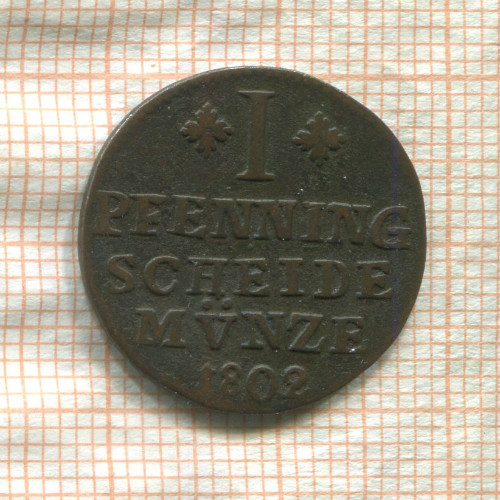 I
PFENNING
SCHEIDE
MÜNZE
1802